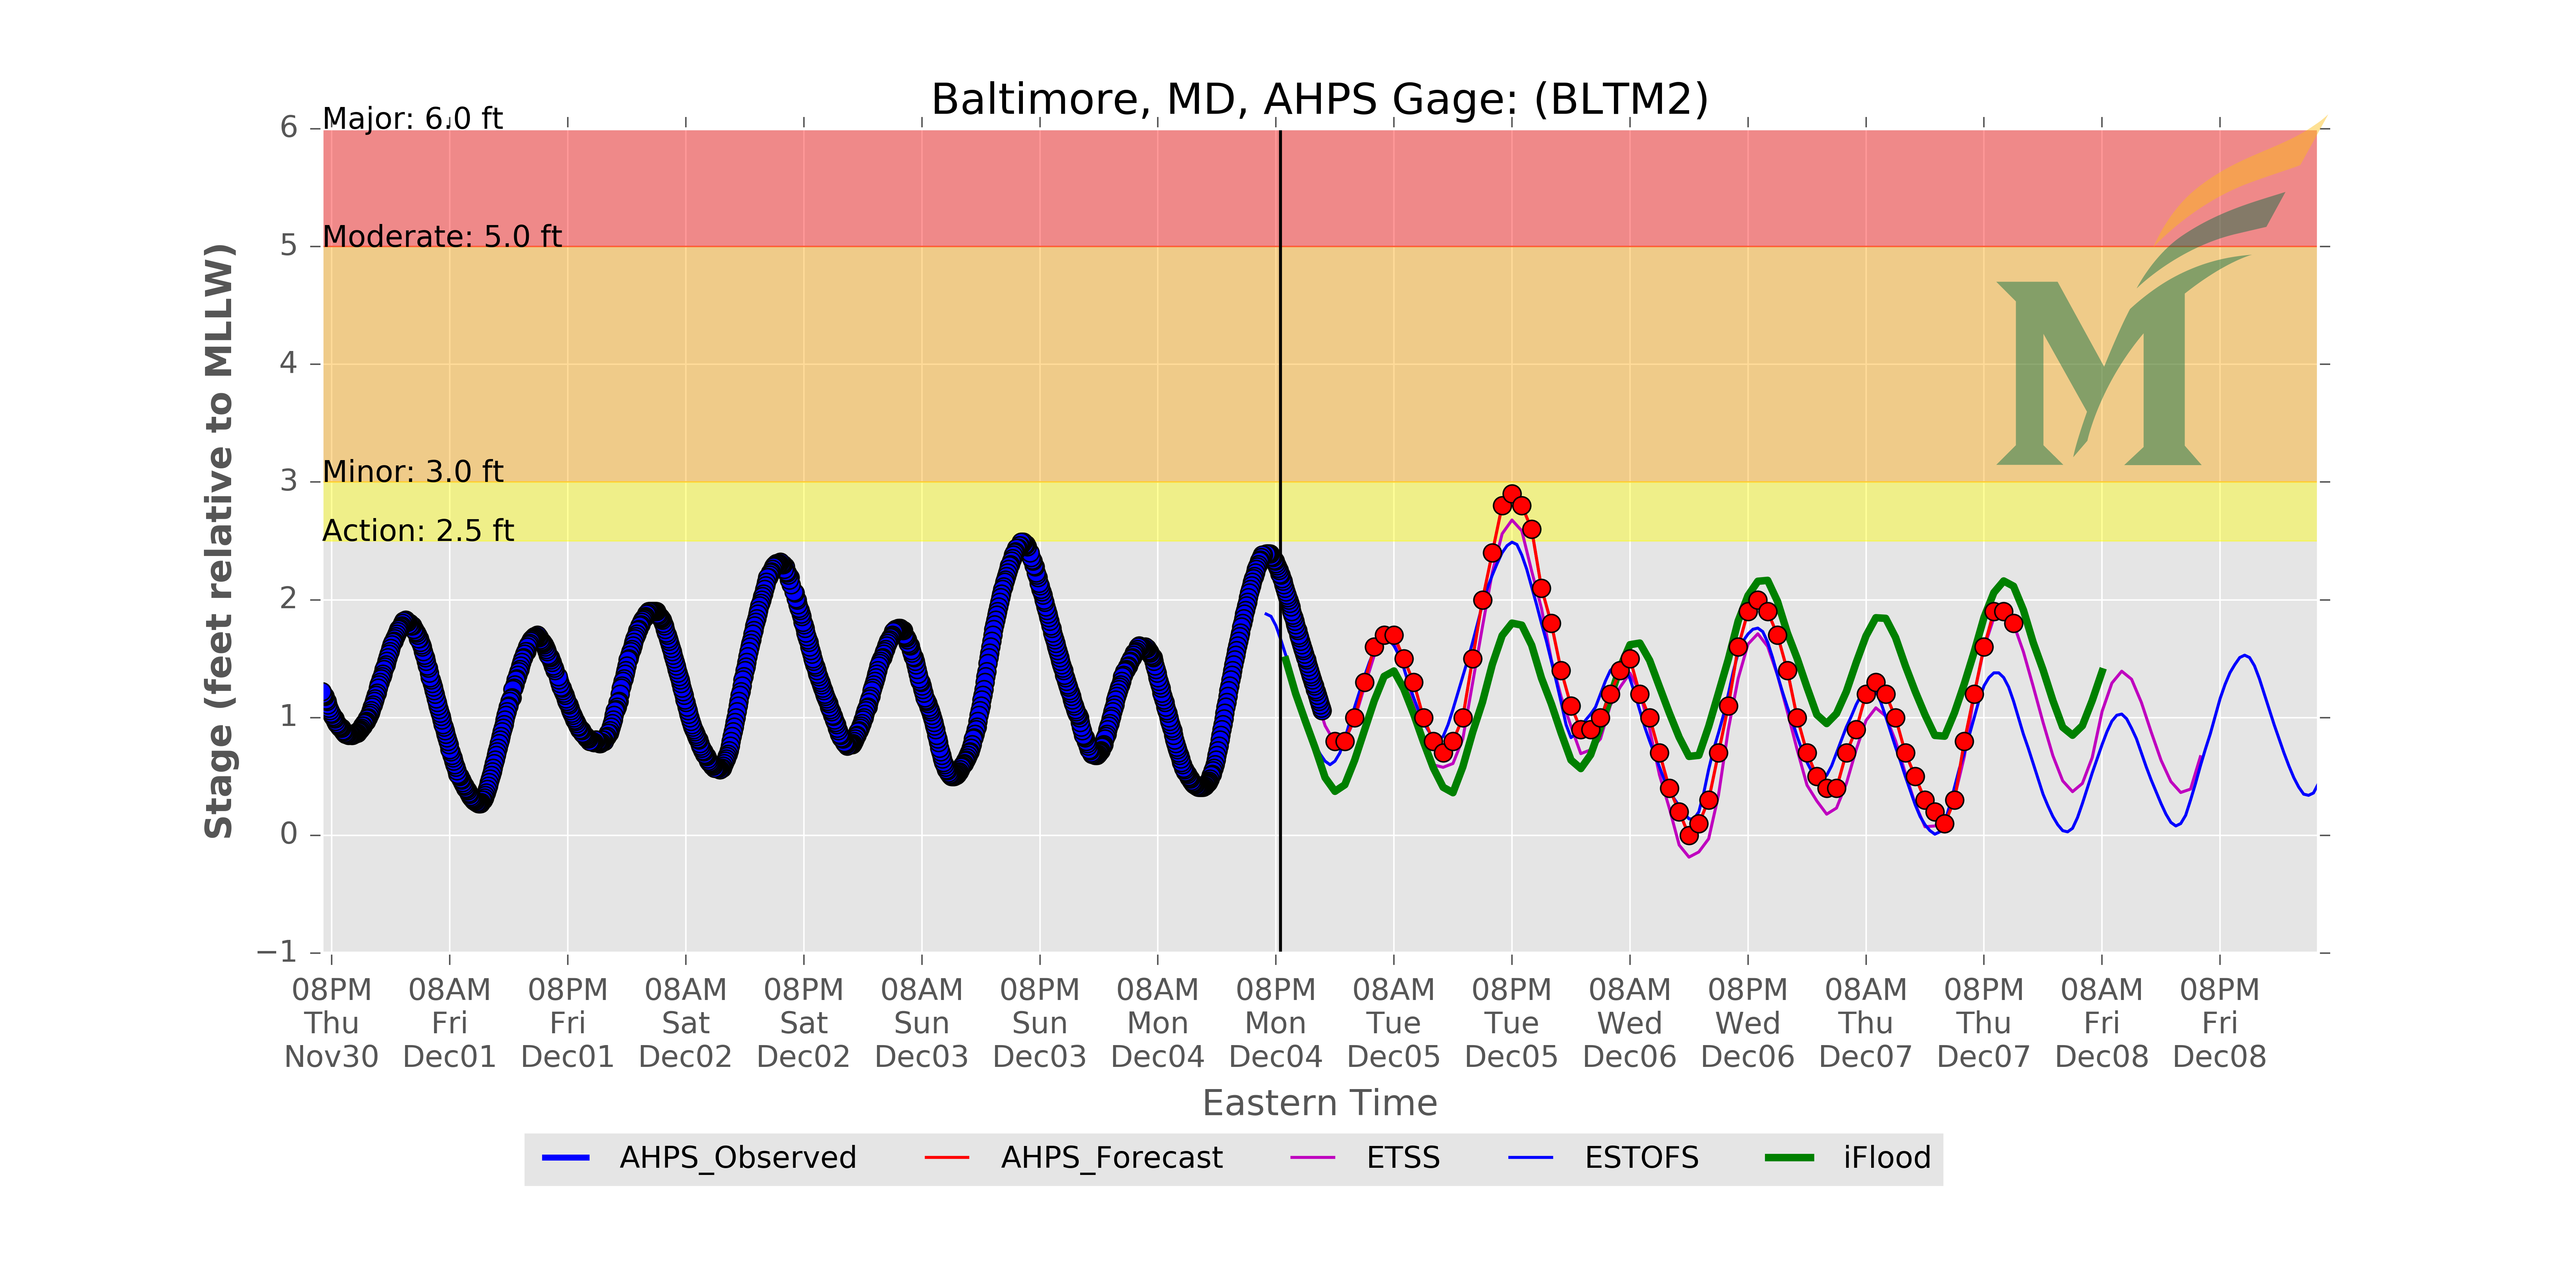 Baltimore, MD, AHPS Gage: (BLTM2)
Major: 6.0 ft
Moderate: 5.0 ft
Minor: 3.0 ft
Action: 2.5 ft
6
5
4
3
2
1
0
−1
Stage (feet relative to MLLW)
08PM 08AM 08PM 08AM 08PM 08AM 08PM 08AM 08PM 08AM 08PM 08AM 08PM 08AM 08PM 08AM 08PM
Thu Fri Fri Sat Sat Sun Sun Mon Mon Tue Tue Wed Wed Thu Thu Fri Fri
Nov30 Dec01 Dec01 Dec02 Dec02 Dec03 Dec03 Dec04 Dec04 Dec05 Dec05 Dec06 Dec06 Dec07 Dec07 Dec08 Dec08
Eastern Time
AHPS_Observed AHPS_Forecast ETSS ESTOFS iFlood
M